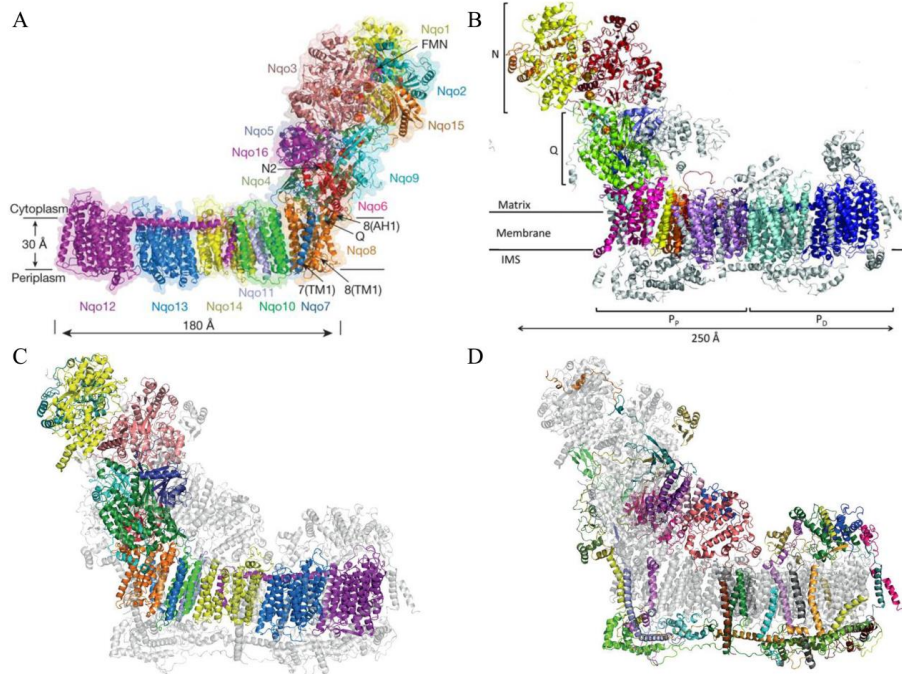 A
Nqo1
FMN
Nqo3
Nqo2
Nqo5
Nqo15
Nqo16
N2
Nqo9
Nqo4
Nqo6
Cytoplasm
8(AH1)
Q
30 Å
Nqo8
Periplasm
Nqo11
7(TM1)
8(TM1)
Nqo12
Nqo13
Nqo14
Nqo10
Nqo7
180 Å
B
N
Q
Matrix
Membrane
IMS
PP
PD
250 Å
C
D